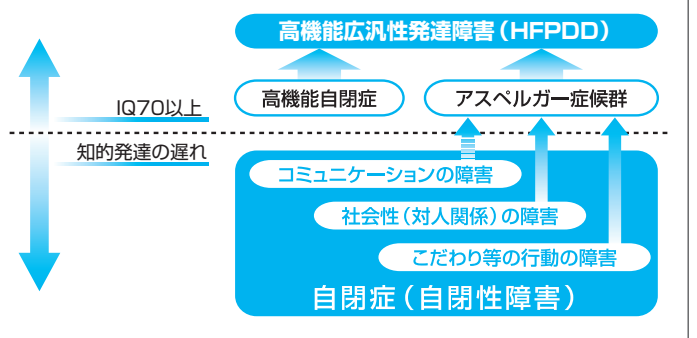 高機能広汎性発達障害（HFPDD）
高機能自閉症
アスペルガー症候群
IQ70以上
知的発達の遅れ
コミュニケーションの障害
社会性（対人関係）の障害
こだわり等の行動の障害
自閉症（自閉性障害）